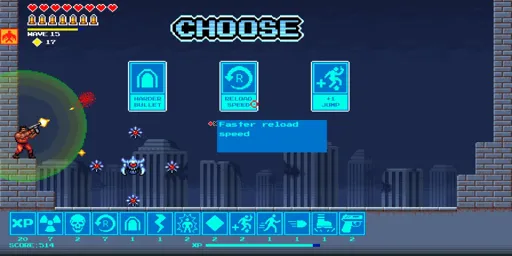 CHOOSE
WAVE 15
17
HARDER
BULLET
RELOAD
SPEED
+1
JUMP
R
Faster reload
speed
XP
R
20 7 2 7 1 1 2 2 2 1 1 1 2
SCORE:514
XP